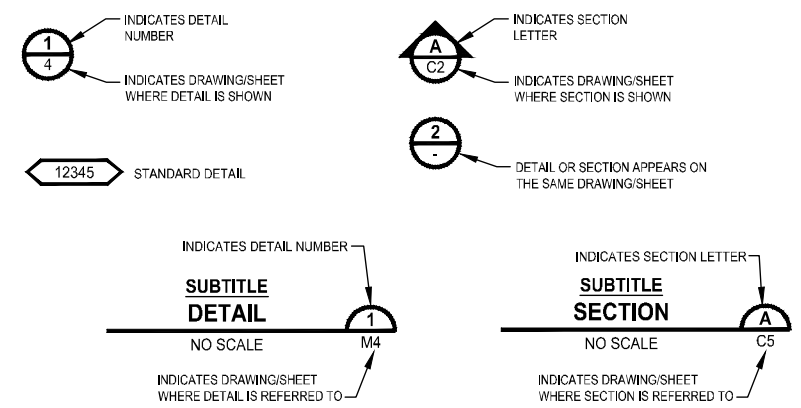 INDICATES DETAIL
NUMBER
1
4
INDICATES DRAWING/SHEET
WHERE DETAIL IS SHOWN
INDICATES SECTION
LETTER
A
C2
INDICATES DRAWING/SHEET
WHERE SECTION IS SHOWN
12345
STANDARD DETAIL
2
-
DETAIL OR SECTION APPEARS ON
THE SAME DRAWING/SHEET
INDICATES DETAIL NUMBER
SUBTITLE
DETAIL
1
NO SCALE
M4
INDICATES DRAWING/SHEET
WHERE DETAIL IS REFERRED TO
INDICATES SECTION LETTER
SUBTITLE
SECTION
A
NO SCALE
C5
INDICATES DRAWING/SHEET
WHERE SECTION IS REFERRED TO